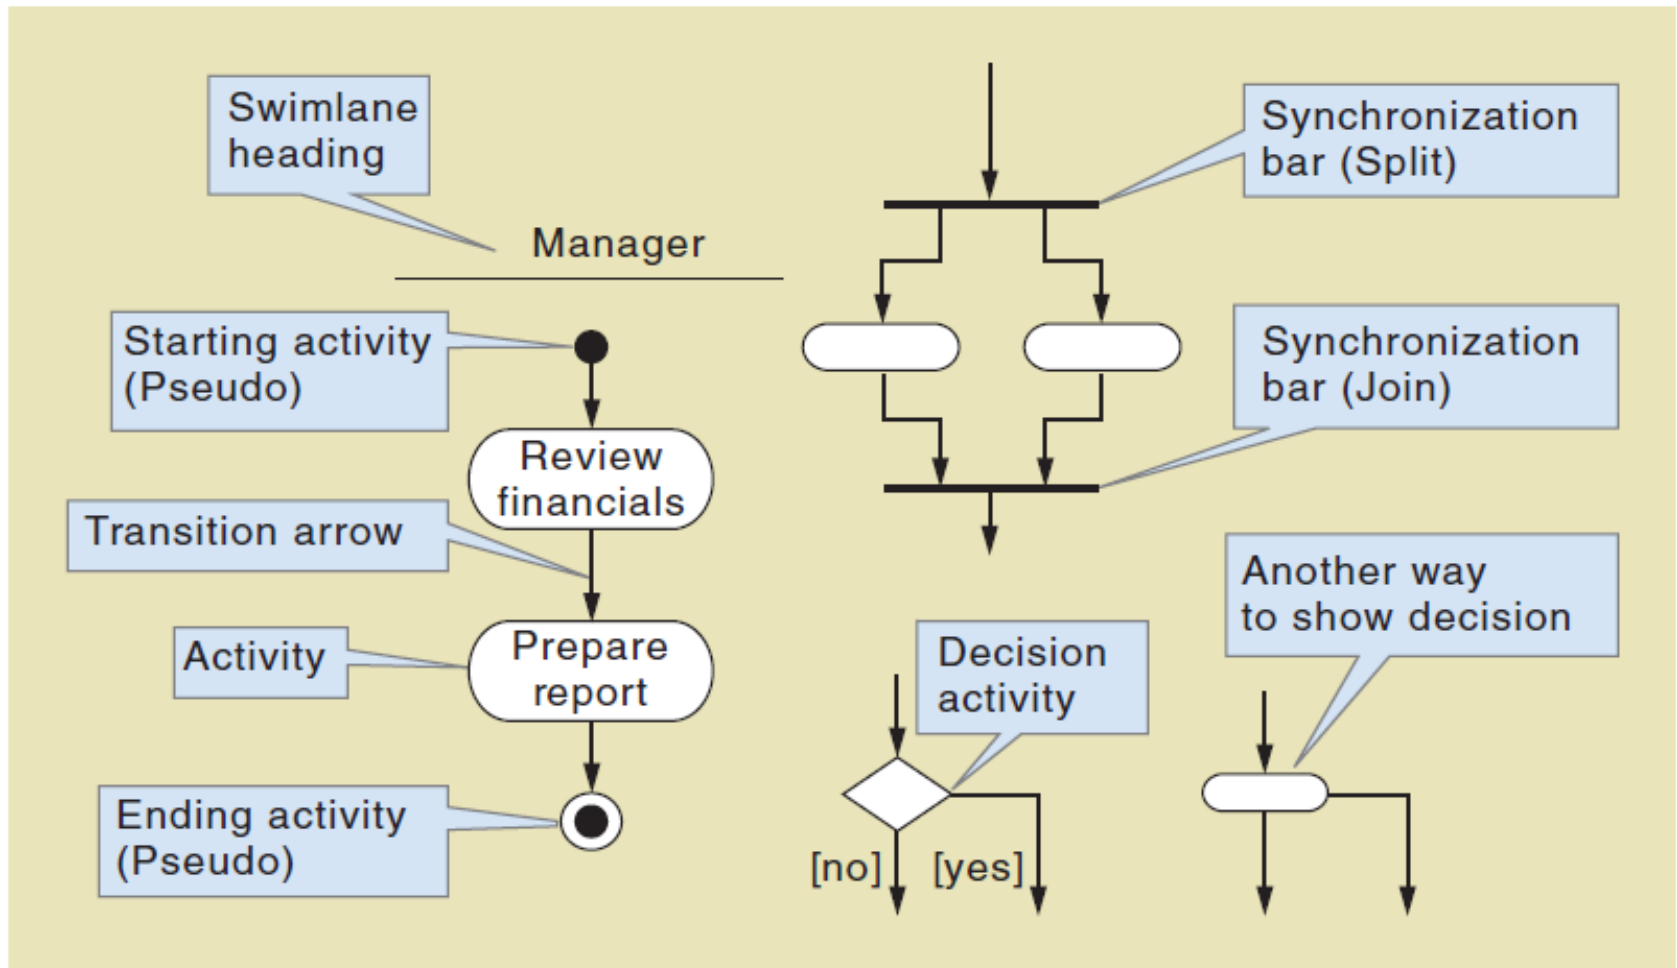 Swimlane
heading
Manager
Starting activity
(Pseudo)
Review
financials
Transition arrow
Activity
Prepare
report
Ending activity
(Pseudo)
Synchronization
bar (Split)
Synchronization
bar (Join)
Decision
activity
[no]
[yes]
Another way
to show decision